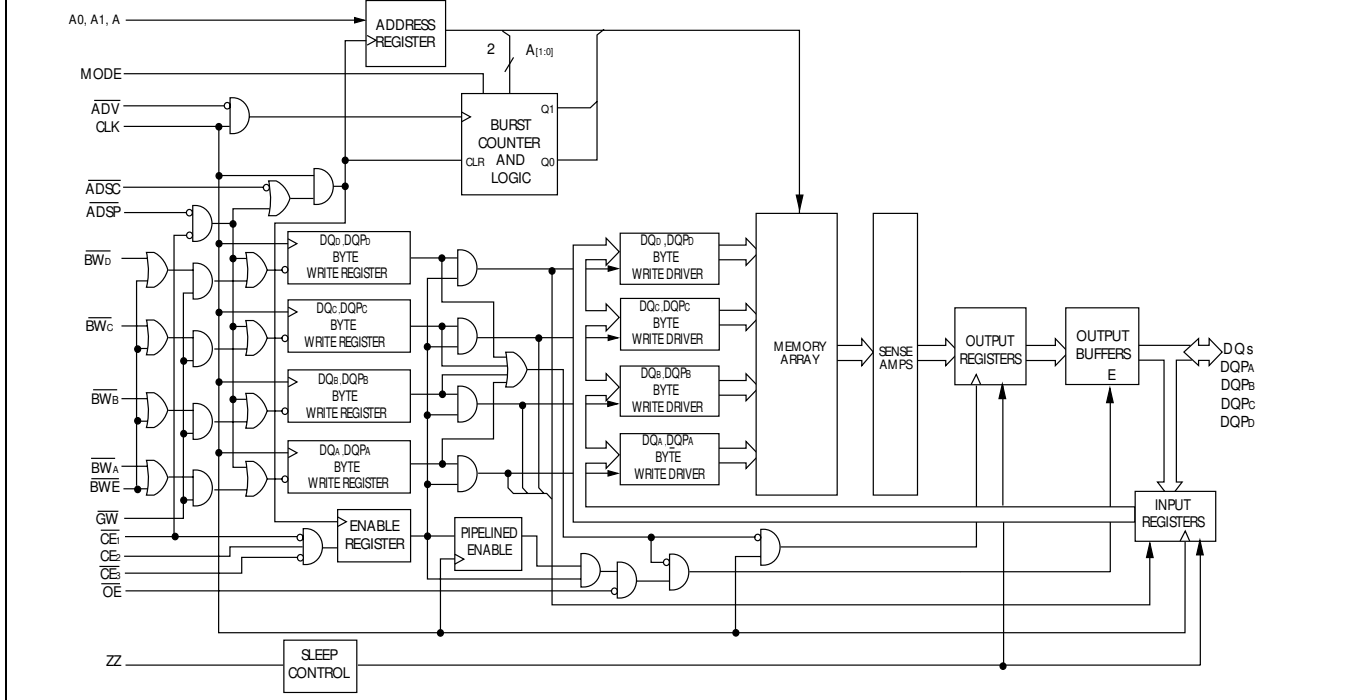 A0, A1, A
ADDRESS
REGISTER
2
A[1:0]
MODE
ADV
CLK
Q1
BURST
COUNTER
AND
LOGIC
CLR
Q0
ADSC
ADSP
BWD
BWC
BWB
BWA
BWE
GW
CE1
CE2
CE3
OE
ZZ
DQD ,DQPD
BYTE
WRITE REGISTER
DQC ,DQPC
BYTE
WRITE REGISTER
DQB ,DQPB
BYTE
WRITE REGISTER
DQA ,DQPA
BYTE
WRITE REGISTER
ENABLE
REGISTER
PIPELINED
ENABLE
SLEEP
CONTROL
DQD ,DQPD
BYTE
WRITE DRIVER
DQC ,DQPC
BYTE
WRITE DRIVER
DQB ,DQPB
BYTE
WRITE DRIVER
DQA ,DQPA
BYTE
WRITE DRIVER
MEMORY
ARRAY
SENSE
AMPS
OUTPUT
REGISTERS
OUTPUT
BUFFERS
E
DQs
DQPA
DQPB
DQPC
DQPD
INPUT
REGISTERS